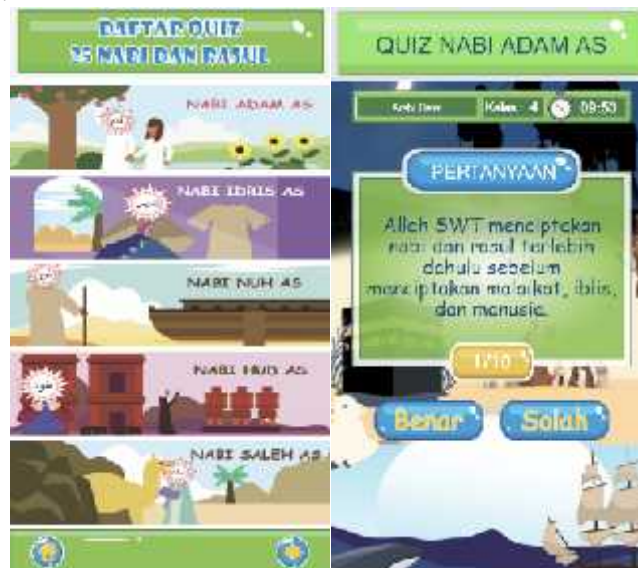 DAFTAR QUIZ
25 NABI DAN RASUL
NABI ADAM AS
NABI IDRIS AS
NABI NUH AS
NABI HUD AS
NABI SALEH AS
QUIZ NABI ADAM AS
Kelas : 4
09:53
PERTANYAAN
Allah SWT menciptakan
nabi dan rasul terlebih
dahulu sebelum
menciptakan malaikat, iblis,
dan manusia.
1/10
Benar
Salah